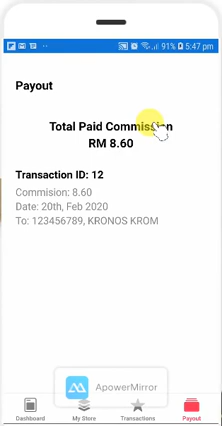 91% 5:47 pm
Payout
Total Paid Commission
RM 8.60
Transaction ID: 12
Commision: 8.60
Date: 20th, Feb 2020
To: 123456789, KRONOS KROM
ApowerMirror
Dashboard My Store Transactions Payout